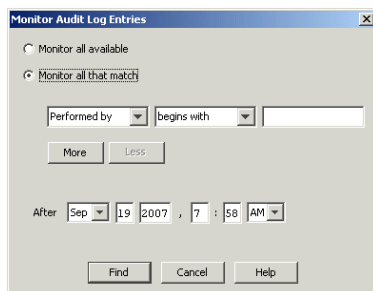 Monitor Audit Log Entries
Monitor all available
Monitor all that match
Performed by begins with
More Less
After Sep 19 2007 , 7 : 58 AM
Find Cancel Help